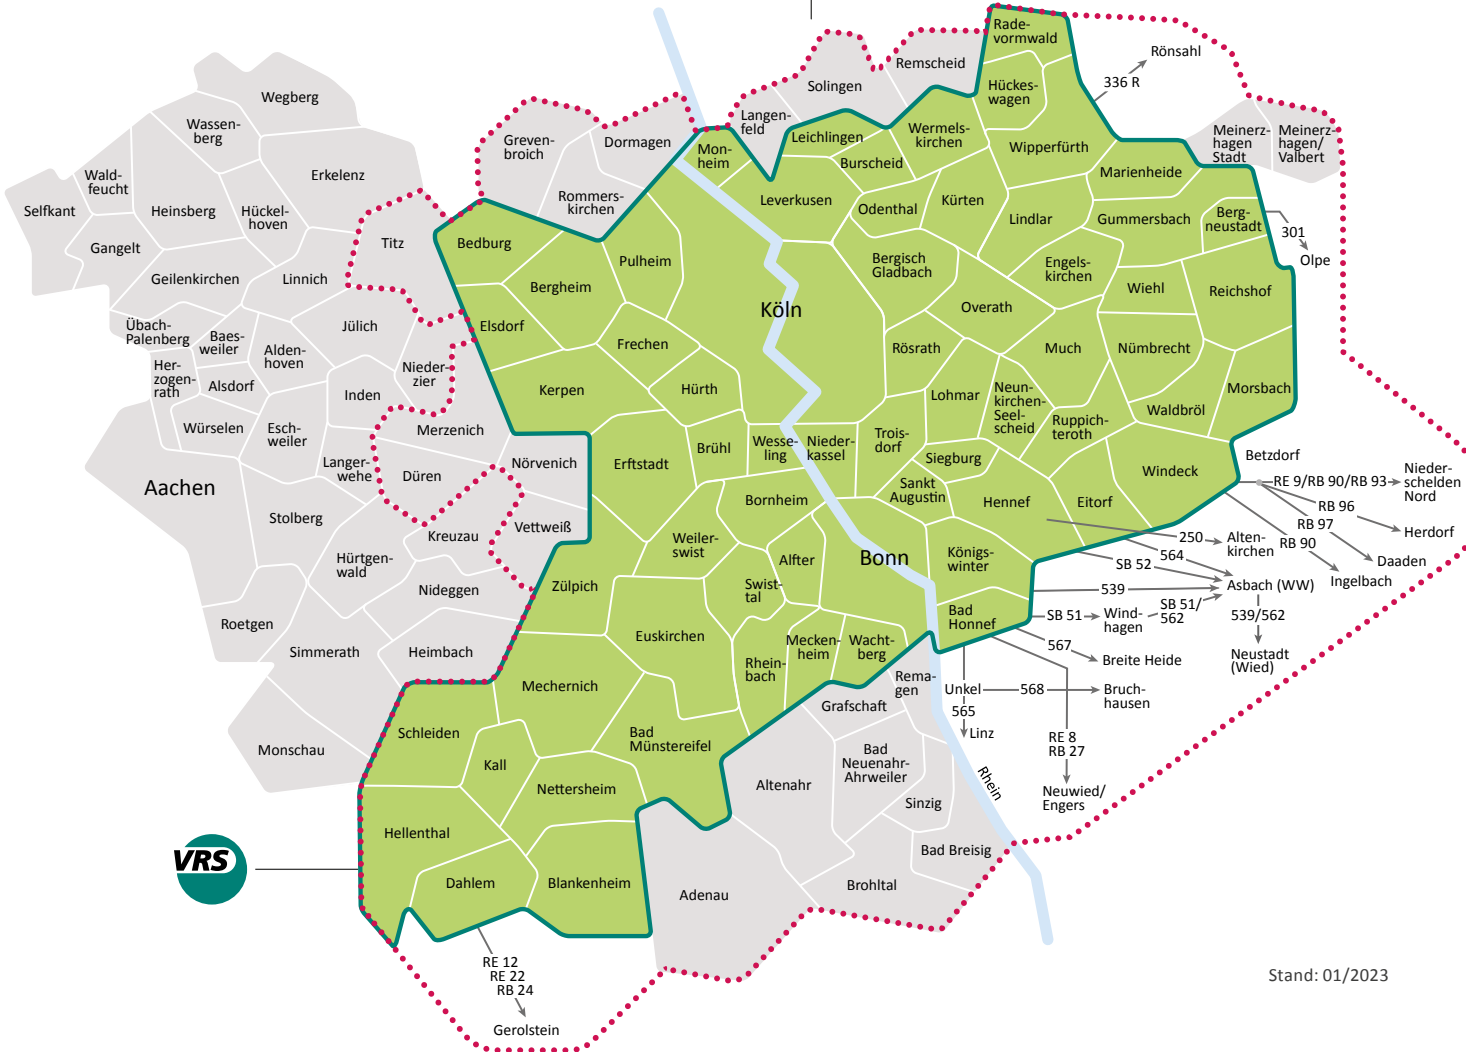 Rade-
vormwald
Rönsahl
Remscheid
Solingen
336 R
Hückes-
wagen
Wegberg
Langen-
feld
Wassen-
berg
Greven-
broich
Dormagen
Mon-
heim
Leichlingen
Wermels-
kirchen
Wipperfürth
Meinerz-
hagen
Stadt
Meinerz-
hagen/
Valbert
Burscheid
Marienheide
Wald-
feucht
Erkelenz
Rommers-
kirchen
Leverkusen
Odenthal
Kürten
Lindlar
Gummersbach
Berg-
neustadt
Selfkant
Heinsberg
Hückel-
hoven
301
Olpe
Gangelt
Titz
Bedburg
Pulheim
Bergisch
Gladbach
Engels-
kirchen
Geilenkirchen
Linnich
Bergheim
Wiehl
Reichshof
Köln
Overath
Übach-
Palenberg
Baes-
weiler
Jülich
Elsdorf
Frechen
Rösrath
Much
Nümbrecht
Alden-
hoven
Her-
zogen-
rath
Alsdorf
Nieder-
zier
Inden
Kerpen
Hürth
Lohmar
Neun-
kirchen-
Seel-
scheid
Morsbach
Waldbröl
Würselen
Esch-
weiler
Merzenich
Ruppich-
teroth
Brühl
Wesse-
ling
Nieder-
kassel
Trois-
dorf
Langer-
wehe
Düren
Nörvenich
Erftstadt
Siegburg
Windeck
Betzdorf
Aachen
Sankt
Augustin
Hennef
Eitorf
RE 9/RB 90/RB 93
Nieder-
schelden
Nord
Bornheim
RB 96
Stolberg
Kreuzau
Vettweiß
RB 97
RB 90
Herdorf
Weiler-
swist
Alfter
Bonn
Königs-
winter
250
Alten-
kirchen
564
SB 52
Daaden
Ingelbach
Hürtgen-
wald
Nideggen
Zülpich
Swist-
tal
539
Asbach (WW)
Bad
Honnef
SB 51
Wind-
hagen
SB 51/
562
539/562
Roetgen
Euskirchen
Simmerath
Heimbach
Mecken-
heim
Wacht-
berg
567
Breite Heide
Neustadt
(Wied)
Rhein-
bach
Mechernich
Rema-
gen
Unkel
568
Bruch-
hausen
565
Grafschaft
Linz
Schleiden
Bad
Münstereifel
Monschau
Kall
Bad
Neuenahr-
Ahrweiler
RE 8
RB 27
Nettersheim
Altenahr
Rhein
Neuwied/
Engers
Sinzig
Hellenthal
VRS
Bad Breisig
Dahlem
Blankenheim
Adenau
Brohltal
RE 12
RE 22
RB 24
Stand: 01/2023
Gerolstein